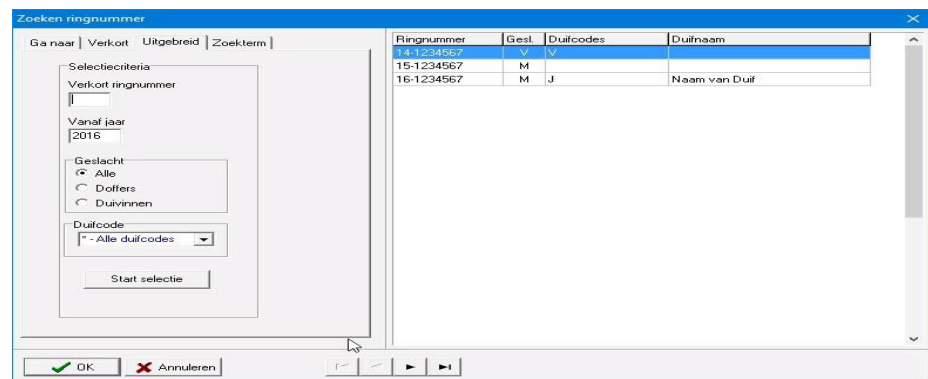 Zoeken ringnummer
Ga naar Verkort Uitgebreid Zoekterm
Selectiecriteria
Verkort ringnummer
Vanaf jaar
2016
Geslacht
Alle
Doffers
Duivinnen
Duifcode
* - Alle duifcodes
Start selectie
Ringnummer Gesl. Duifcodes Duifnaam
14-1234567 V V
15-1234567 M
16-1234567 M J Naam van Duif
OK Annuleren